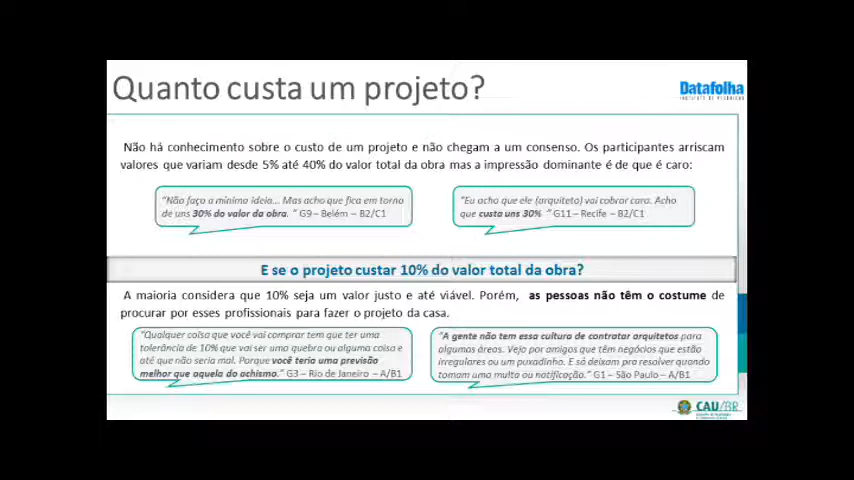 Quanto custa um projeto?
Datafolha
INSTITUTO DE PESQUISAS
Não há conhecimento sobre o custo de um projeto e não chegam a um consenso. Os participantes arriscam
valores que variam desde 5% até 40% do valor total da obra mas a impressão dominante é de que é caro:
"Não faço a mínima ideia... Mas acho que fica em torno
de uns 30% do valor da obra. " G9 – Belém – B2/C1
"Eu acho que ele (arquiteto) vai cobrar cara. Acho
que custa uns 30% " G11 – Recife – B2/C1
E se o projeto custar 10% do valor total da obra?
A maioria considera que 10% seja um valor justo e até viável. Porém, as pessoas não têm o costume de
procurar por esses profissionais para fazer o projeto da casa.
"Qualquer coisa que você vai comprar tem que ter uma
tolerância de 10% que vai ser uma quebra ou alguma coisa e
até que não seria mal. Porque você teria uma previsão
melhor que aquela do achismo." G3 – Rio de Janeiro – A/B1
"A gente não tem essa cultura de contratar arquitetos para
algumas áreas. Vejo por amigos que têm negócios que estão
irregulares ou um puxadinho. E só deixam pra resolver quando
tomam uma multa ou notificação." G1 – São Paulo – A/B1
CAU/BR